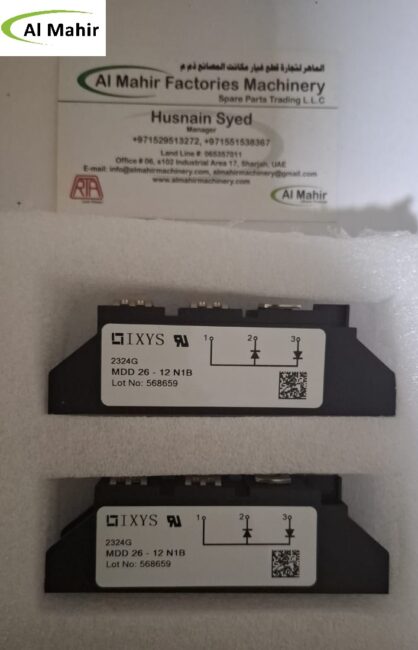 Al Mahir
الماهر لتجارة قطع غيار مكائن المصانع ذ م م
Al Mahir Factories Machinery
Spare Parts Trading L.L.C
Husnain Syed
Manager
+971529513272, +971551538367
Land Line #: 065357011
Office # 06, s102 Industrial Area 17, Sharjah, UAE
E-mail: info@almahirmachinery.com, almahirmachinery@gmail.com
www.almahirmachinery.com
RTA
Al Mahir
IXYS
1 2 3
2324G
MDD 26 - 12 N1B
Lot No: 568659
IXYS
1 2 3
2324G
MDD 26 - 12 N1B
Lot No: 568659